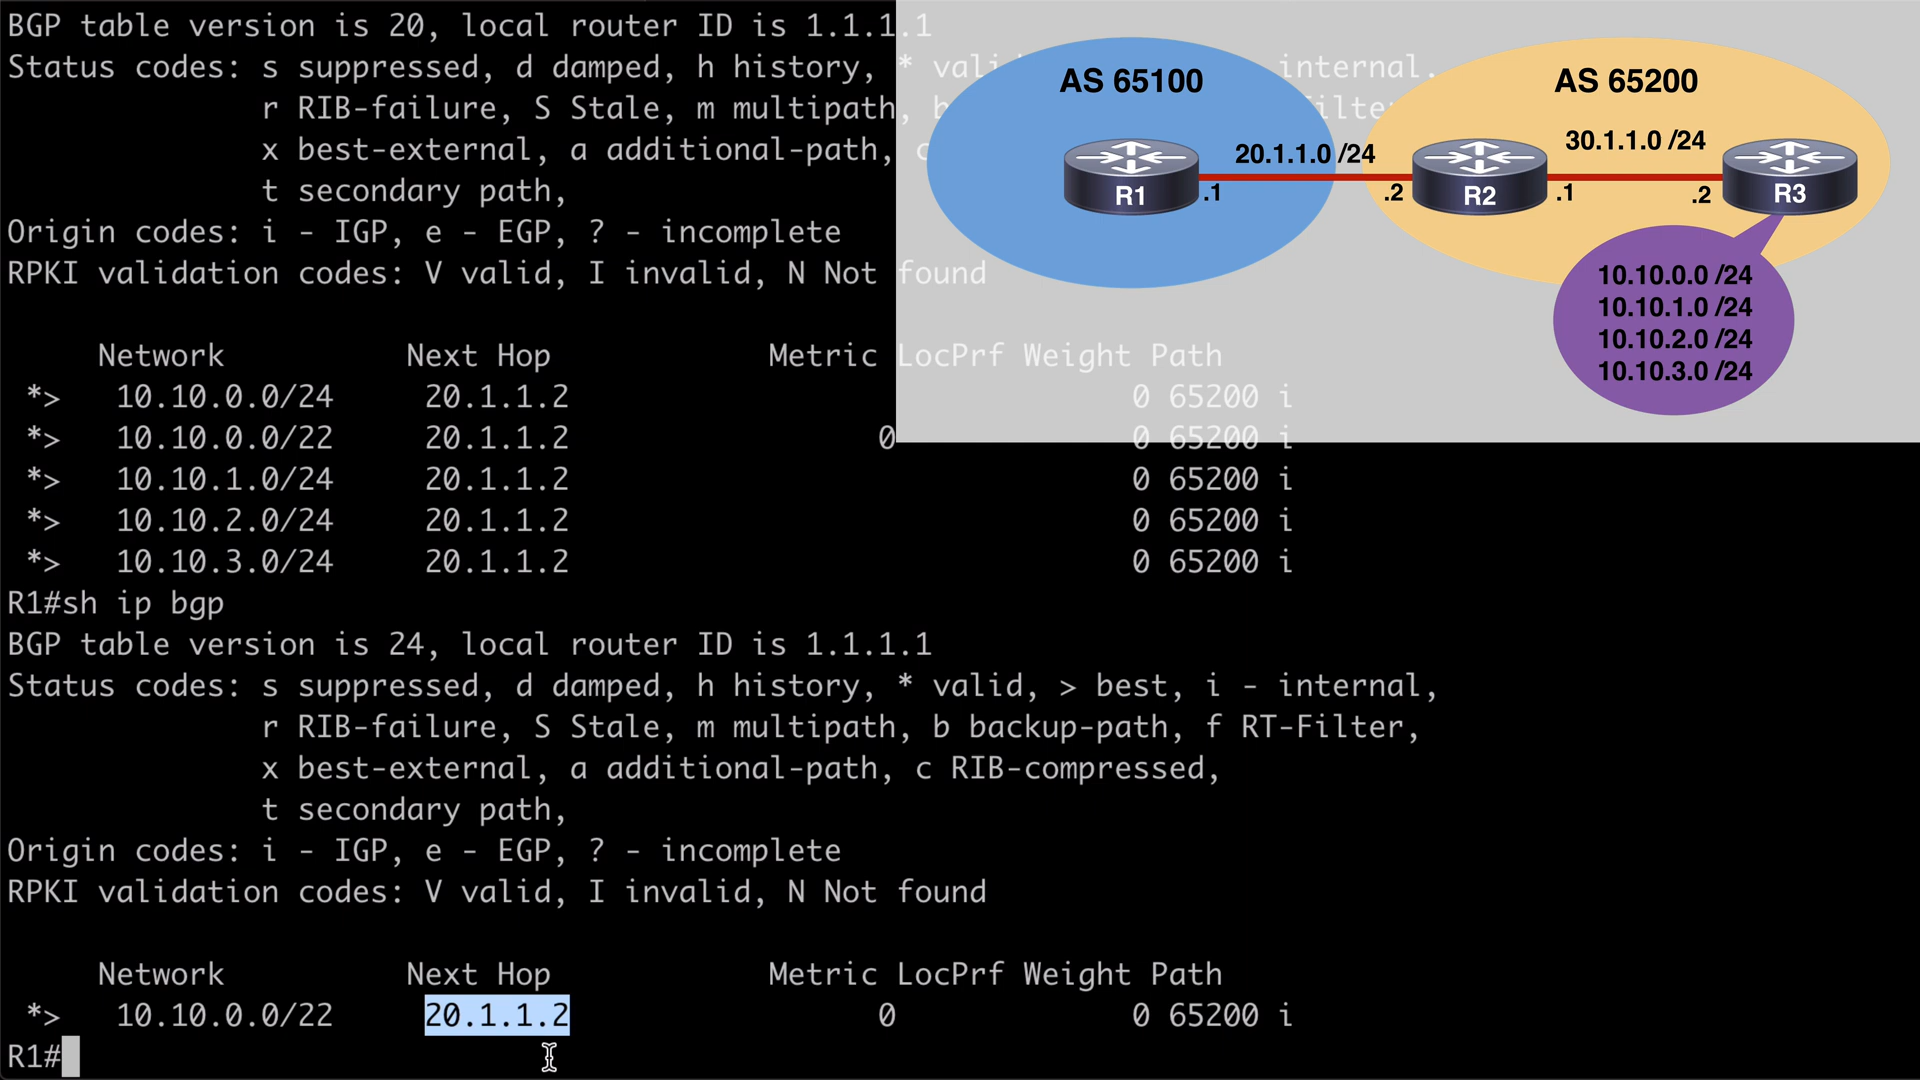 BGP table version is 20, local router ID is 1.1.1.1
Status codes: s suppressed, d damped, h history, * vali internal.
r RIB-failure, S Stale, m multipath, b ilte
x best-external, a additional-path, c
t secondary path,
Origin codes: i - IGP, e - EGP, ? - incomplete
RPKI validation codes: V valid, I invalid, N Not found
Network Next Hop Metric LocPrf Weight Path
*> 10.10.0.0/24 20.1.1.2 0 65200 i
*> 10.10.0.0/22 20.1.1.2 0 0 65200 i
*> 10.10.1.0/24 20.1.1.2 0 65200 i
*> 10.10.2.0/24 20.1.1.2 0 65200 i
*> 10.10.3.0/24 20.1.1.2 0 65200 i
R1#sh ip bgp
BGP table version is 24, local router ID is 1.1.1.1
Status codes: s suppressed, d damped, h history, * valid, > best, i - internal,
r RIB-failure, S Stale, m multipath, b backup-path, f RT-Filter,
x best-external, a additional-path, c RIB-compressed,
t secondary path,
Origin codes: i - IGP, e - EGP, ? - incomplete
RPKI validation codes: V valid, I invalid, N Not found
Network Next Hop Metric LocPrf Weight Path
*> 10.10.0.0/22 20.1.1.2 0 0 65200 i
R1#
AS 65100
AS 65200
20.1.1.0 /24
30.1.1.0 /24
R1
.1
.2
R2
.1
.2
R3
10.10.0.0 /24
10.10.1.0 /24
10.10.2.0 /24
10.10.3.0 /24